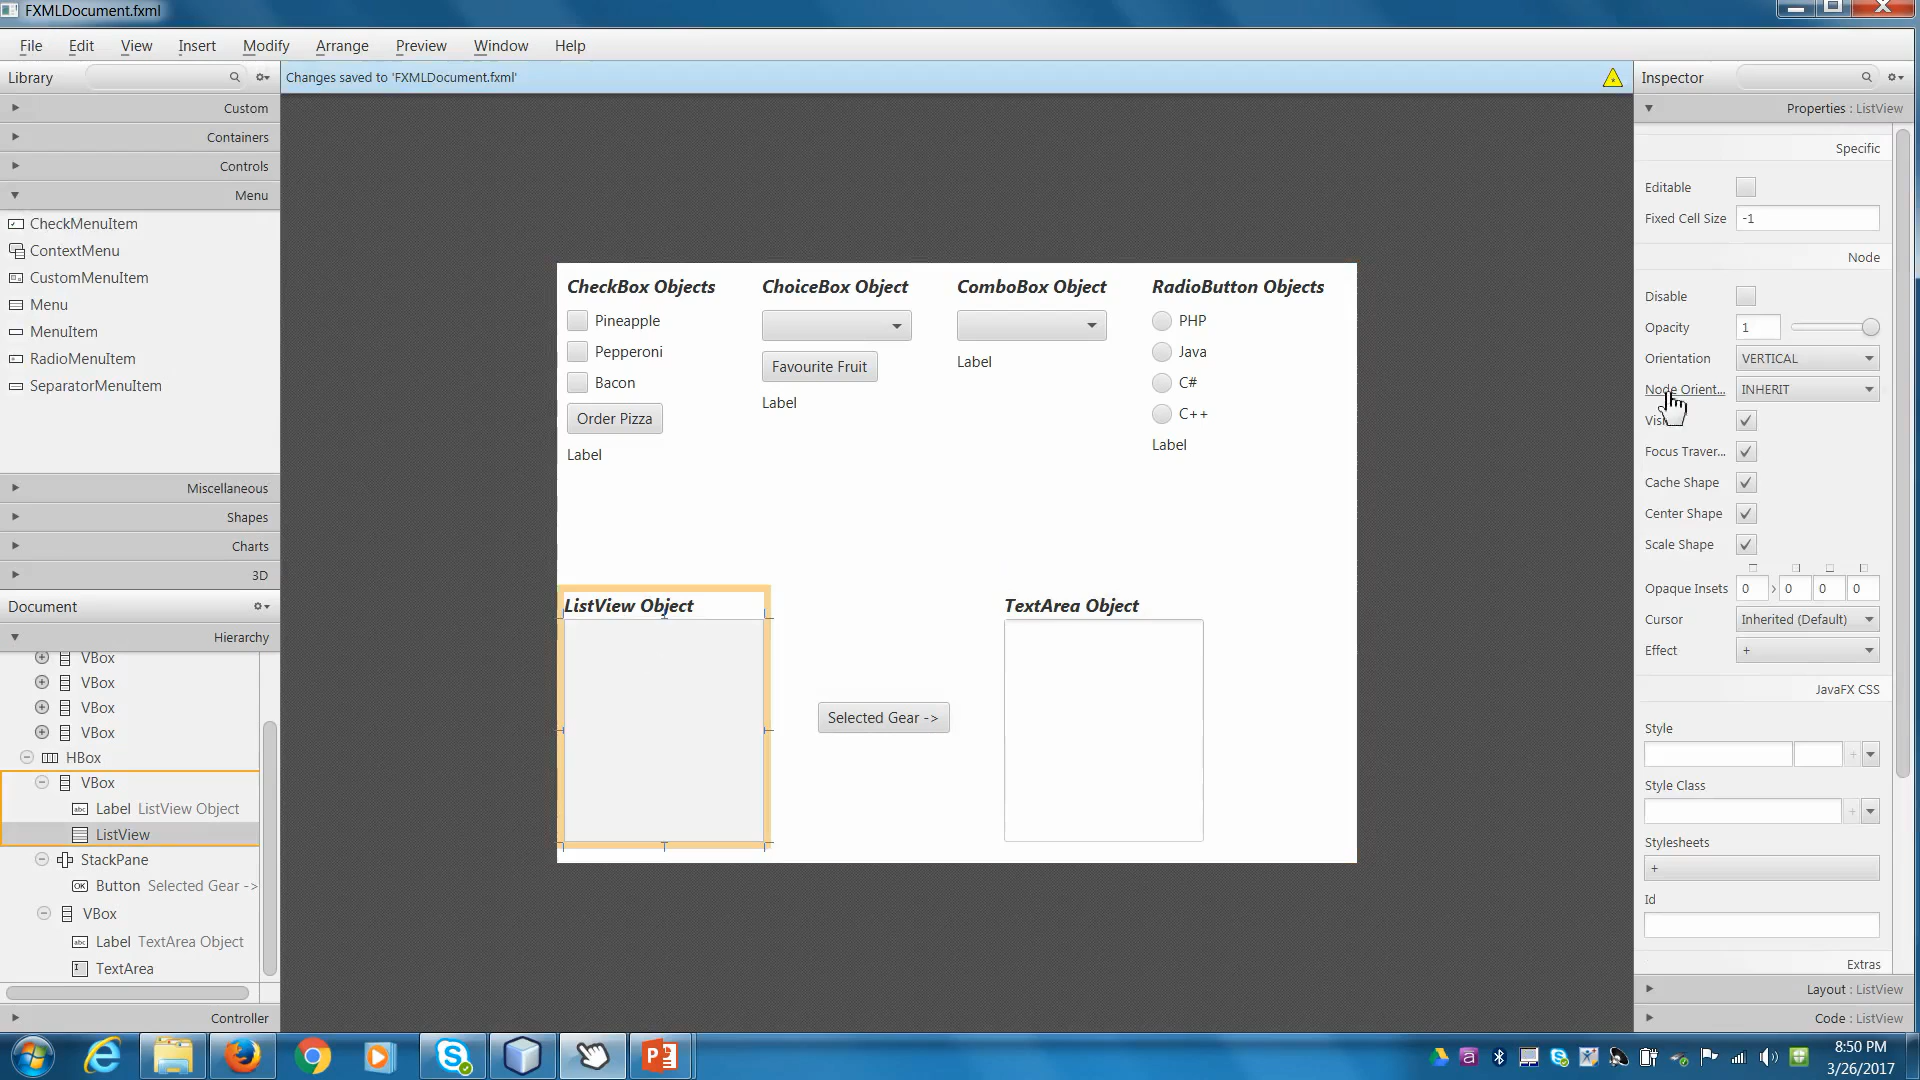 FXMLDocument.fxml
File Edit View Insert Modify Arrange Preview Window Help
Library
Changes saved to 'FXMLDocument.fxml'
Inspector
Custom
Containers
Controls
Menu
CheckMenuItem
ContextMenu
CustomMenuItem
Menu
MenuItem
RadioMenuItem
SeparatorMenuItem
Miscellaneous
Shapes
Charts
3D
Document
Hierarchy
VBox
VBox
VBox
VBox
HBox
VBox
Label ListView Object
ListView
StackPane
Button Selected Gear ->
VBox
Label TextArea Object
TextArea
Controller
CheckBox Objects
Pineapple
Pepperoni
Bacon
Order Pizza
Label
ChoiceBox Object
Favourite Fruit
Label
ComboBox Object
Label
RadioButton Objects
PHP
Java
C#
C++
Label
ListView Object
Selected Gear ->
TextArea Object
Properties : ListView
Specific
Editable
Fixed Cell Size -1
Node
Disable
Opacity 1
Orientation VERTICAL
Node Orient... INHERIT
Focus Traver...
Cache Shape
Center Shape
Scale Shape
Opaque Insets 0 0 0 0
Cursor Inherited (Default)
Effect +
JavaFX CSS
Style
+
Style Class
+
Stylesheets
+
Id
Extras
Layout : ListView
Code : ListView
8:50 PM
3/26/2017